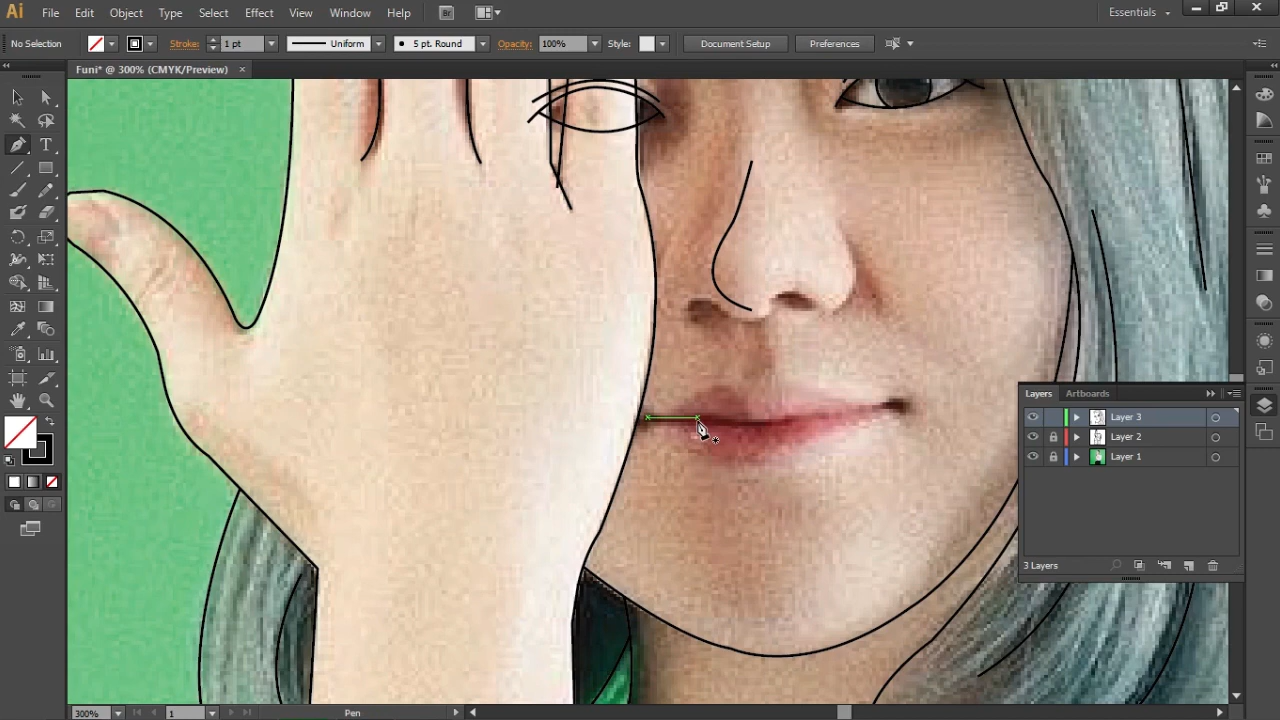 Ai File Edit Object Type Select Effect View Window Help Br Essentials
No Selection Stroke: 1 pt Uniform 5 pt. Round Opacity: 100% Style: Document Setup Preferences
Funi* @ 300% (CMYK/Preview) ×
T
Layers Artboards
Layer 3
Layer 2
Layer 1
3 Layers
300% 1 Pen